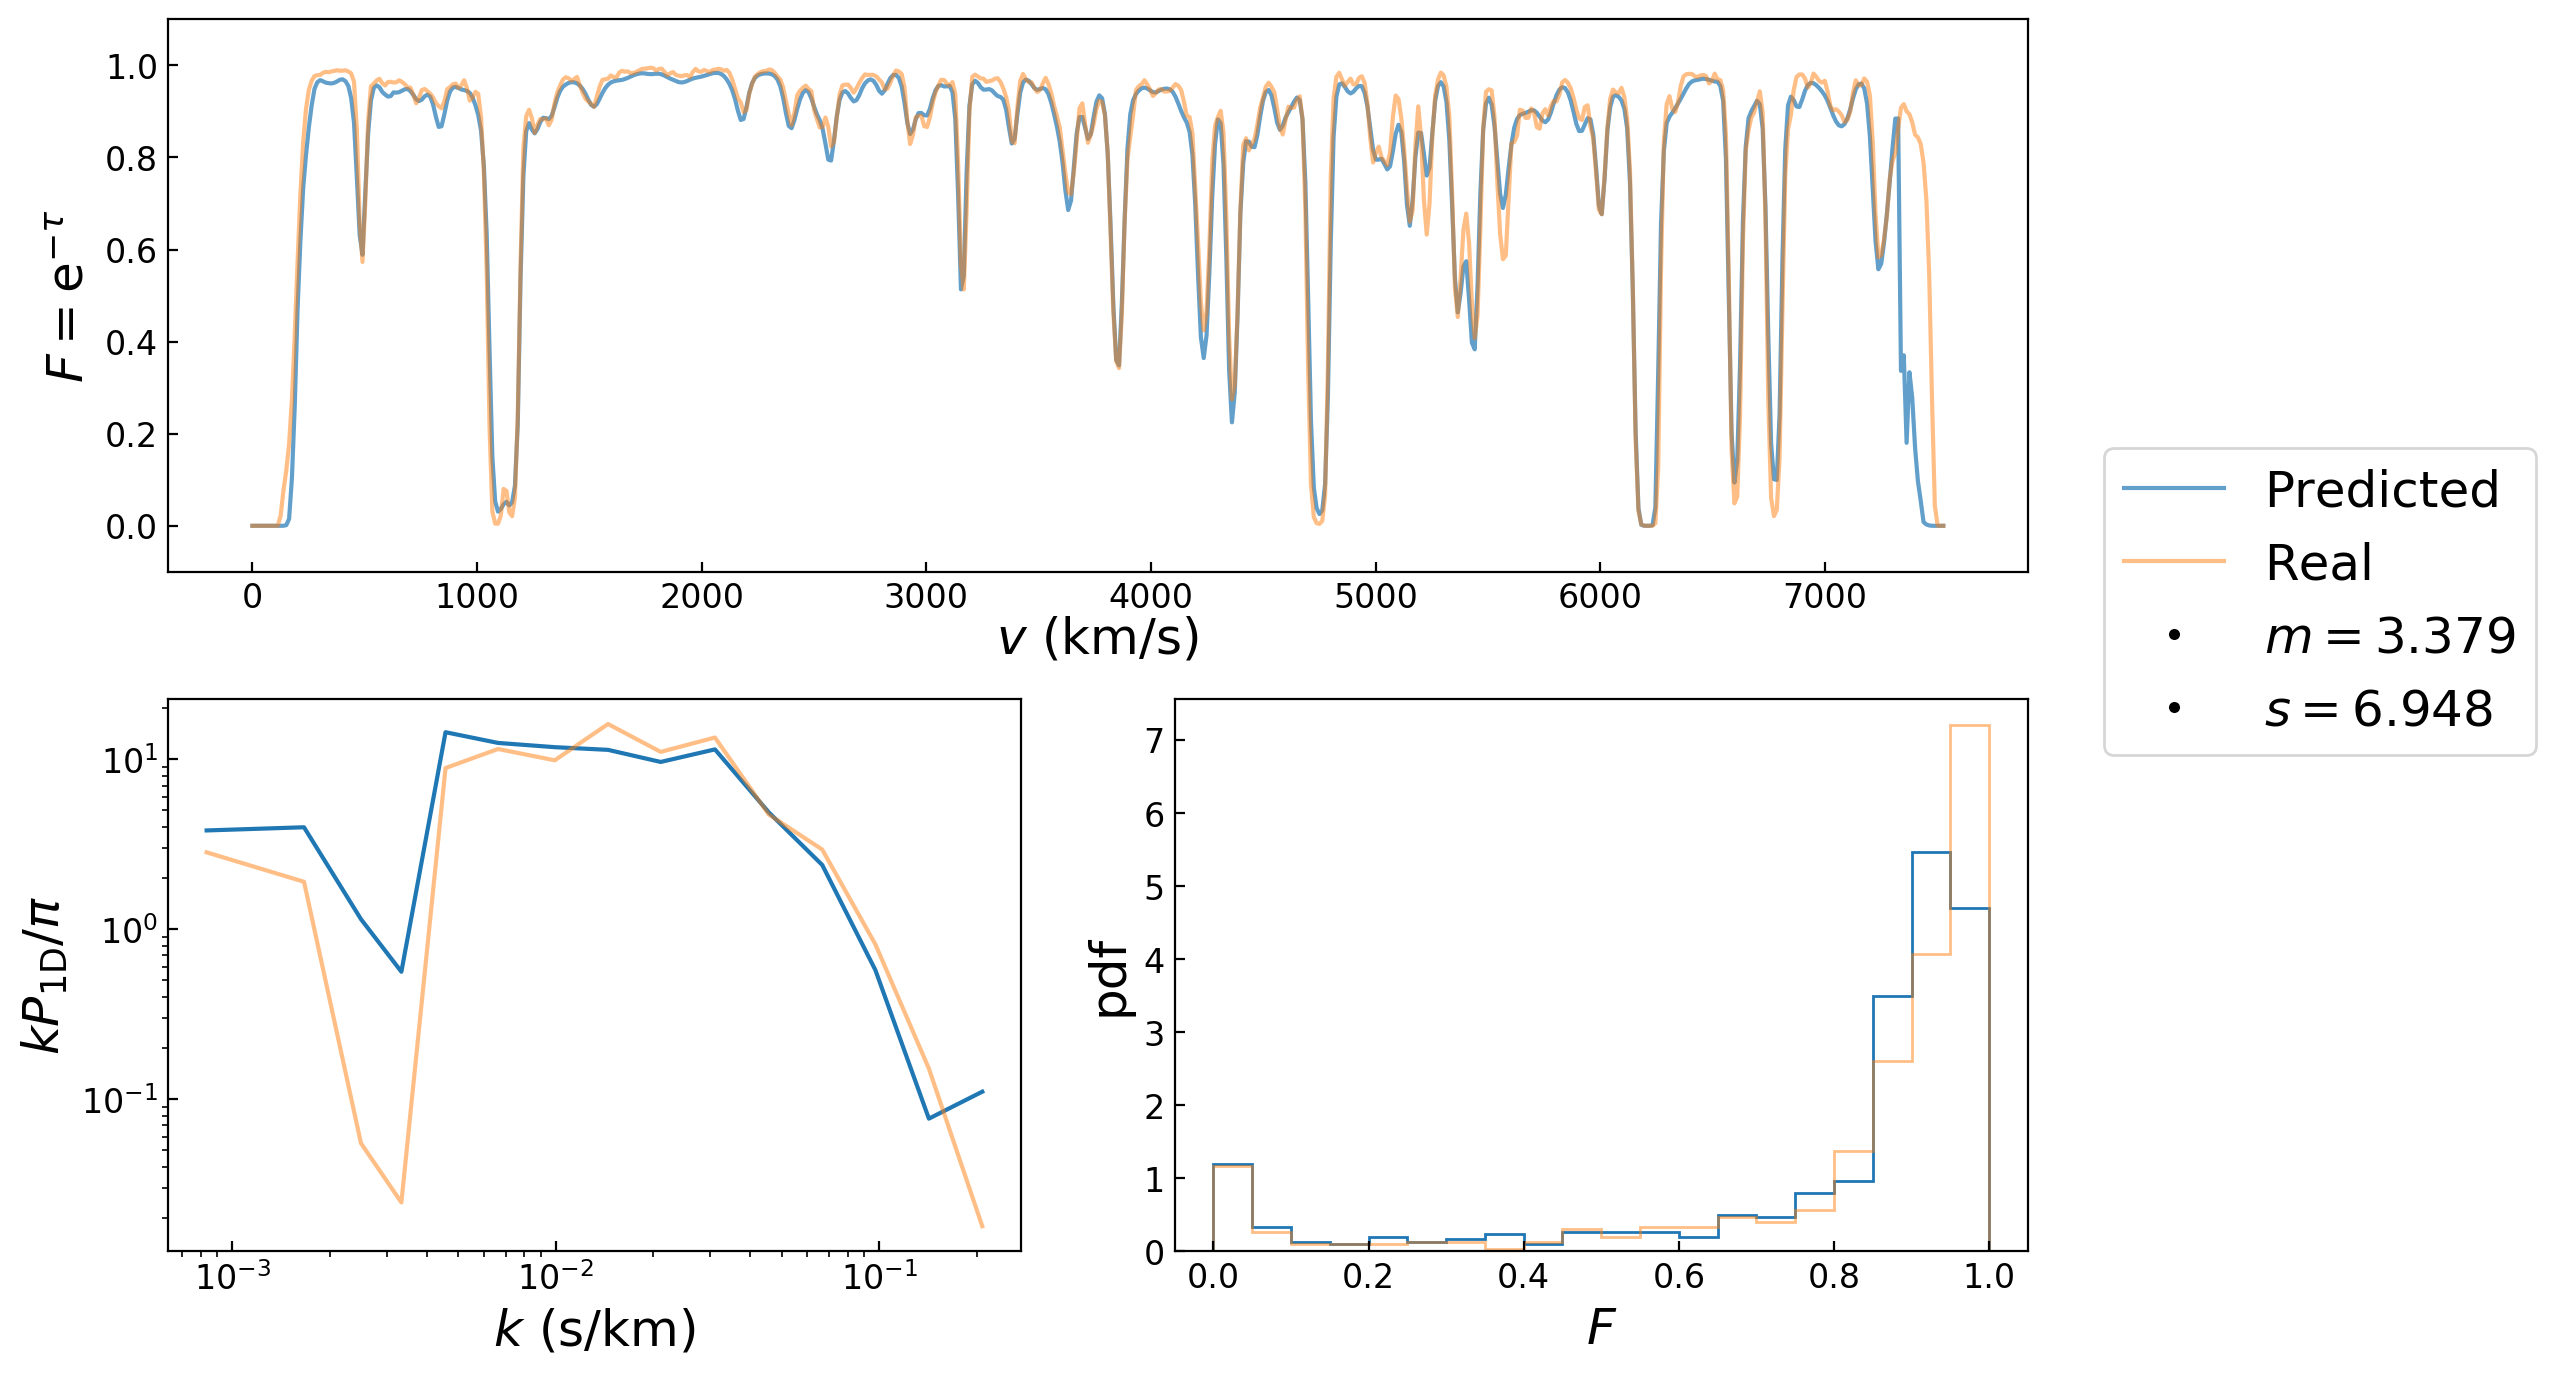 F = e^{-τ}
1.0
0.8
0.6
0.4
0.2
0.0
0 1000 2000 3000 4000 5000 6000 7000
v (km/s)
Predicted
Real
m = 3.379
s = 6.948
kP_{1D}/π
10^1
10^0
10^{-1}
10^{-3} 10^{-2} 10^{-1}
k (s/km)
pdf
7
6
5
4
3
2
1
0
0.0 0.2 0.4 0.6 0.8 1.0
F